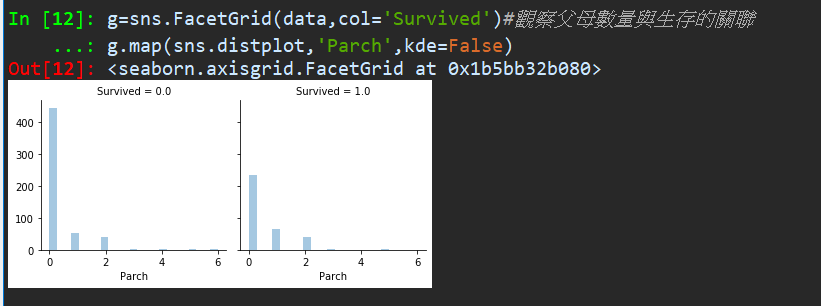 In [12]: g=sns.FacetGrid(data,col='Survived')#觀察父母數量與生存的關聯
...: g.map(sns.distplot,'Parch',kde=False)
Out[12]: <seaborn.axisgrid.FacetGrid at 0x1b5bb32b080>
Survived = 0.0 Survived = 1.0
400
300
200
100
0
0 2 4 6 0 2 4 6
Parch Parch